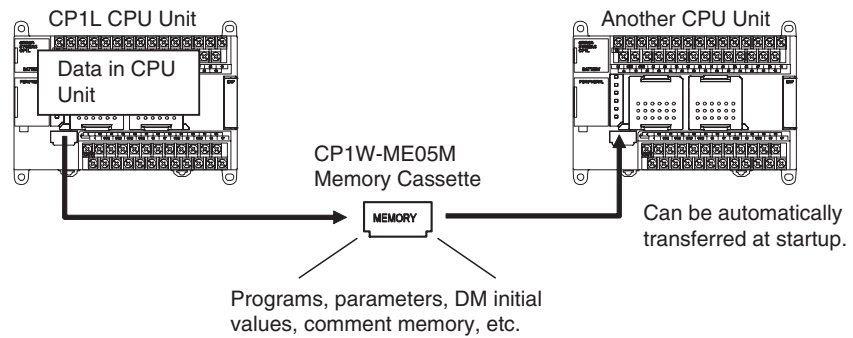 CP1L CPU Unit
Another CPU Unit
Data in CPU
Unit
CP1W-ME05M
Memory Cassette
MEMORY
Can be automatically
transferred at startup.
Programs, parameters, DM initial
values, comment memory, etc.